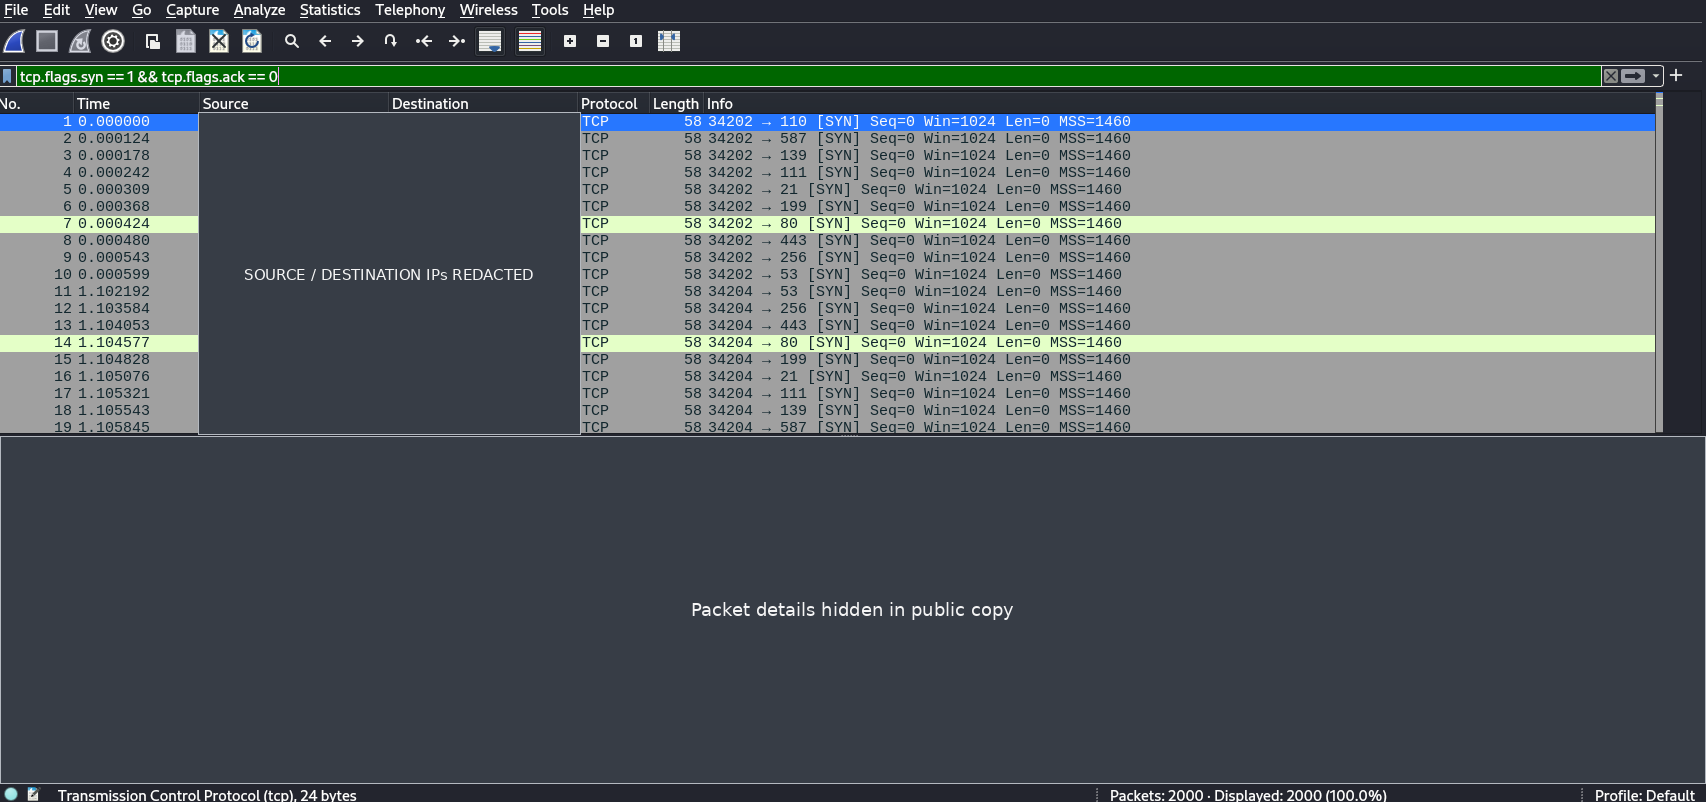 File Edit View Go Capture Analyze Statistics Telephony Wireless Tools Help
tcp.flags.syn == 1 && tcp.flags.ack == 0
No. Time Source Destination Protocol Length Info
1 0.000000 TCP 58 34202 → 110 [SYN] Seq=0 Win=1024 Len=0 MSS=1460
2 0.000124 TCP 58 34202 → 587 [SYN] Seq=0 Win=1024 Len=0 MSS=1460
3 0.000178 TCP 58 34202 → 139 [SYN] Seq=0 Win=1024 Len=0 MSS=1460
4 0.000242 TCP 58 34202 → 111 [SYN] Seq=0 Win=1024 Len=0 MSS=1460
5 0.000309 TCP 58 34202 → 21 [SYN] Seq=0 Win=1024 Len=0 MSS=1460
6 0.000368 TCP 58 34202 → 199 [SYN] Seq=0 Win=1024 Len=0 MSS=1460
7 0.000424 TCP 58 34202 → 80 [SYN] Seq=0 Win=1024 Len=0 MSS=1460
8 0.000480 TCP 58 34202 → 443 [SYN] Seq=0 Win=1024 Len=0 MSS=1460
9 0.000543 TCP 58 34202 → 256 [SYN] Seq=0 Win=1024 Len=0 MSS=1460
10 0.000599 SOURCE / DESTINATION IPs REDACTED TCP 58 34202 → 53 [SYN] Seq=0 Win=1024 Len=0 MSS=1460
11 1.102192 TCP 58 34204 → 53 [SYN] Seq=0 Win=1024 Len=0 MSS=1460
12 1.103584 TCP 58 34204 → 256 [SYN] Seq=0 Win=1024 Len=0 MSS=1460
13 1.104053 TCP 58 34204 → 443 [SYN] Seq=0 Win=1024 Len=0 MSS=1460
14 1.104577 TCP 58 34204 → 80 [SYN] Seq=0 Win=1024 Len=0 MSS=1460
15 1.104828 TCP 58 34204 → 199 [SYN] Seq=0 Win=1024 Len=0 MSS=1460
16 1.105076 TCP 58 34204 → 21 [SYN] Seq=0 Win=1024 Len=0 MSS=1460
17 1.105321 TCP 58 34204 → 111 [SYN] Seq=0 Win=1024 Len=0 MSS=1460
18 1.105543 TCP 58 34204 → 139 [SYN] Seq=0 Win=1024 Len=0 MSS=1460
19 1.105845 TCP 58 34204 → 587 [SYN] Seq=0 Win=1024 Len=0 MSS=1460
Packet details hidden in public copy
Transmission Control Protocol (tcp), 24 bytes Packets: 2000 · Displayed: 2000 (100.0%) Profile: Default